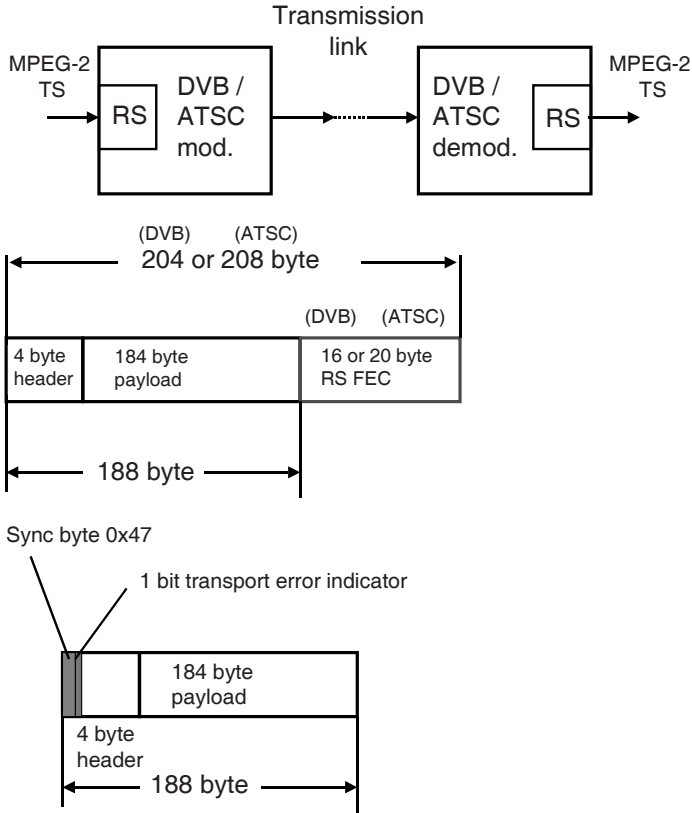 Transmission
link
MPEG-2
TS
RS
DVB /
ATSC
mod.
DVB /
ATSC
demod.
RS
MPEG-2
TS
(DVB) (ATSC)
204 or 208 byte
(DVB) (ATSC)
4 byte
header
184 byte
payload
16 or 20 byte
RS FEC
188 byte
Sync byte 0x47
1 bit transport error indicator
184 byte
payload
4 byte
header
188 byte